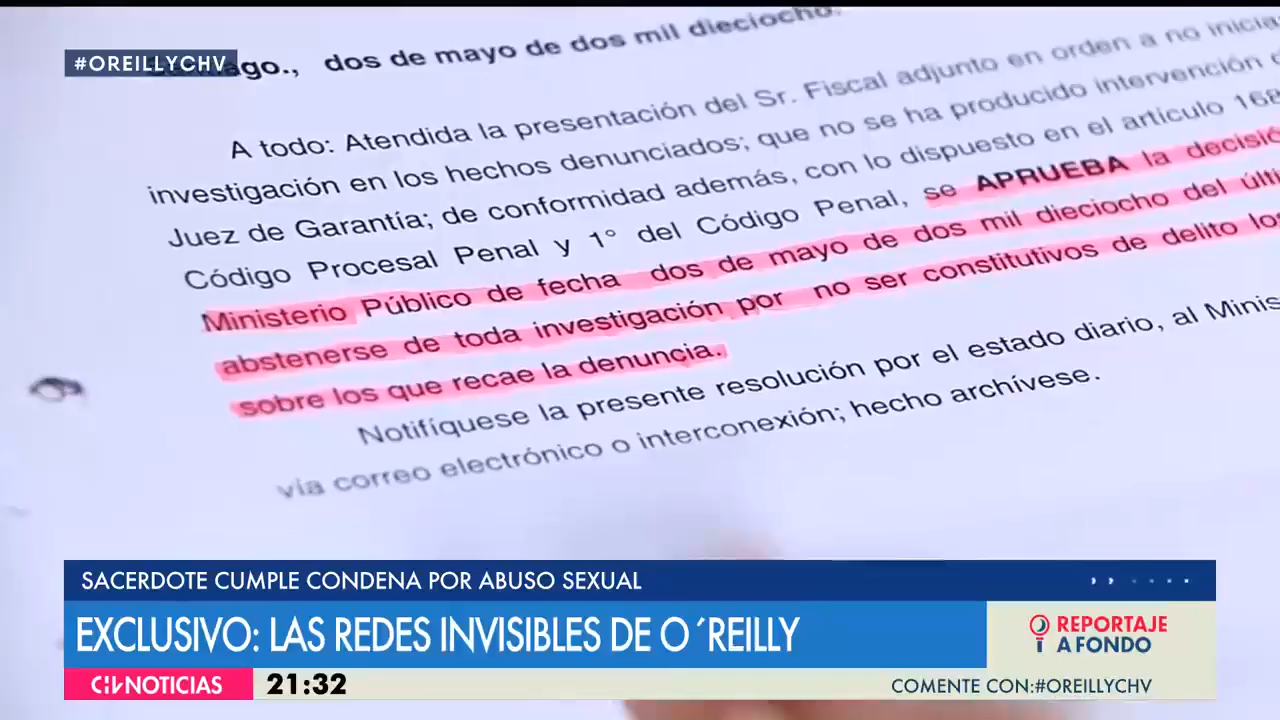 #OREILLYCHV
dos de mayo de dos mil dieciocho.
A todo: Atendida la presentación del Sr. Fiscal adjunto en orden a no
investigación en los hechos denunciados; que no se ha producido intervención
Juez de Garantía; de conformidad además, con lo dispuesto en el artículo 168
Código Procesal Penal y 1° del Código Penal, se APRUEBA la
Ministerio Público de fecha dos de mayo de dos mil dieciocho del
abstenerse de toda investigación por no ser constitutivos de delito
sobre los que recae la denuncia.
Notifíquese la presente resolución por el estado diario, al
vía correo electrónico o interconexión; hecho archívese.
SACERDOTE CUMPLE CONDENA POR ABUSO SEXUAL
EXCLUSIVO: LAS REDES INVISIBLES DE O´REILLY
REPORTAJE
A FONDO
CHV NOTICIAS 21:32 COMENTE CON:#OREILLYCHV